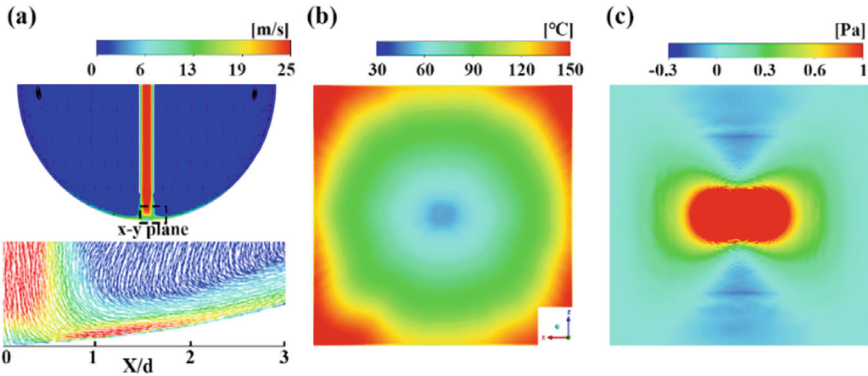 (a)
[m/s]
0 6 13 19 25
x-y plane
0 1 2 3
X/d
(b)
[°C]
30 60 90 120 150
z
x
(c)
[Pa]
-0.3 0 0.3 0.6 1